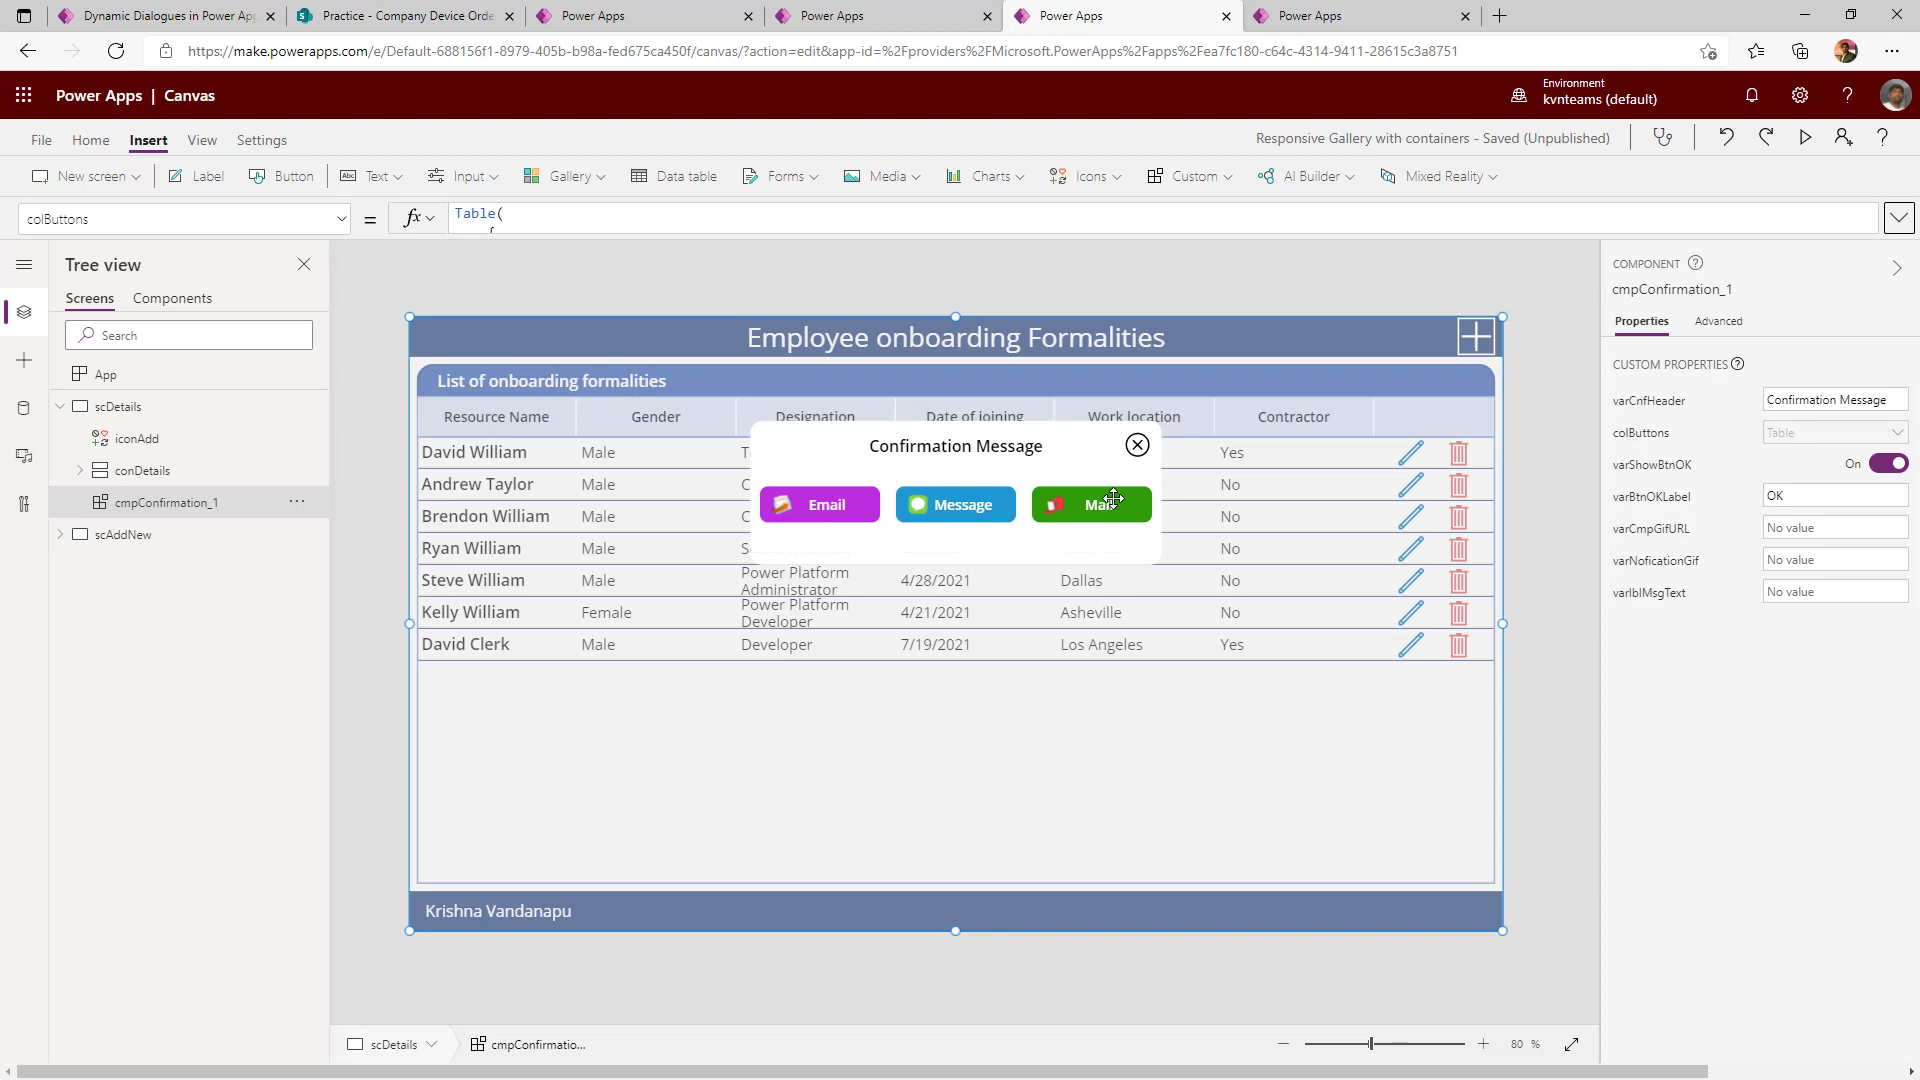 Dynamic Dialogues in Power App
Practice - Company Device Orde
Power Apps
Power Apps
Power Apps
Power Apps
https://make.powerapps.com/e/Default-688156f1-8979-405b-b98a-fed675ca450f/canvas/?action=edit&app-id=%2Fproviders%2FMicrosoft.PowerApps%2Fapps%2Fea7fc180-c64c-4314-9411-28615c3a8751
Power Apps | Canvas
Environment
kvnteams (default)
File Home Insert View Settings
Responsive Gallery with containers - Saved (Unpublished)
New screen Label Button Text Input Gallery Data table Forms Media Charts Icons Custom AI Builder Mixed Reality
colButtons = fx Table(
{
Tree view
Screens Components
Search
App
scDetails
iconAdd
conDetails
cmpConfirmation_1
scAddNew
Employee onboarding Formalities
List of onboarding formalities
Resource Name Gender Designation Date of joining Work location Contractor
David William Male Yes
Andrew Taylor Male No
Brendon William Male No
Ryan William Male No
Steve William Male Power Platform Administrator 4/28/2021 Dallas No
Kelly William Female Power Platform Developer 4/21/2021 Asheville No
David Clerk Male Developer 7/19/2021 Los Angeles Yes
Confirmation Message
Email Message
Krishna Vandanapu
scDetails cmpConfirmatio...
80 %
COMPONENT
cmpConfirmation_1
Properties Advanced
CUSTOM PROPERTIES
varCnfHeader Confirmation Message
colButtons Table
varShowBtnOK On
varBtnOKLabel OK
varCmpGifURL No value
varNoficationGif No value
varlblMsgText No value